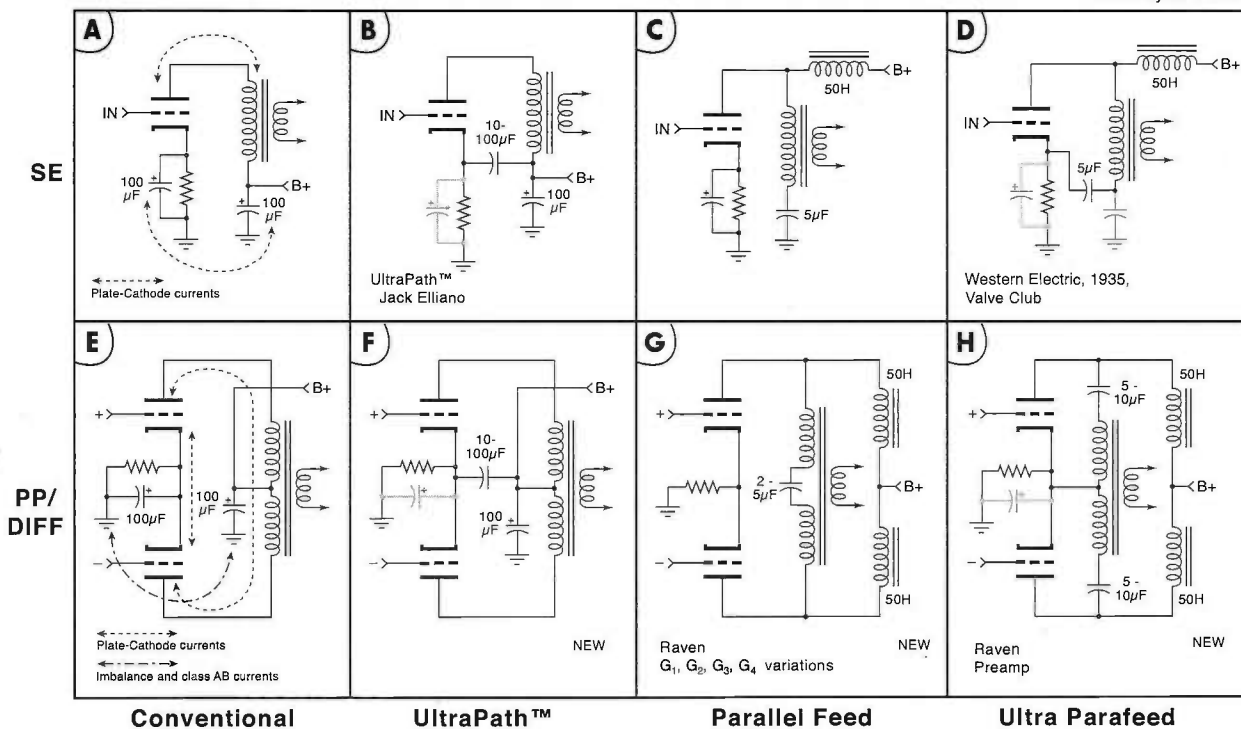 A
IN
100
µF
B+
100
µF
Plate-Cathode currents
B
IN
10-
100µF
B+
100
µF
UltraPath™
Jack Elliano
C
50H
B+
IN
5µF
D
50H
B+
IN
5µF
Western Electric, 1935,
Valve Club
SE
E
B+
+
100µF
100
µF
−
Plate-Cathode currents
Imbalance and class AB currents
F
B+
+
10-
100µF
100
µF
−
NEW
G
50H
+
2 -
5µF
B+
−
50H
Raven
G₁, G₂, G₃, G₄ variations
NEW
H
50H
5 -
10µF
+
B+
−
5 -
10µF
50H
Raven
Preamp
NEW
PP/
DIFF
Conventional
UltraPath™
Parallel Feed
Ultra Parafeed